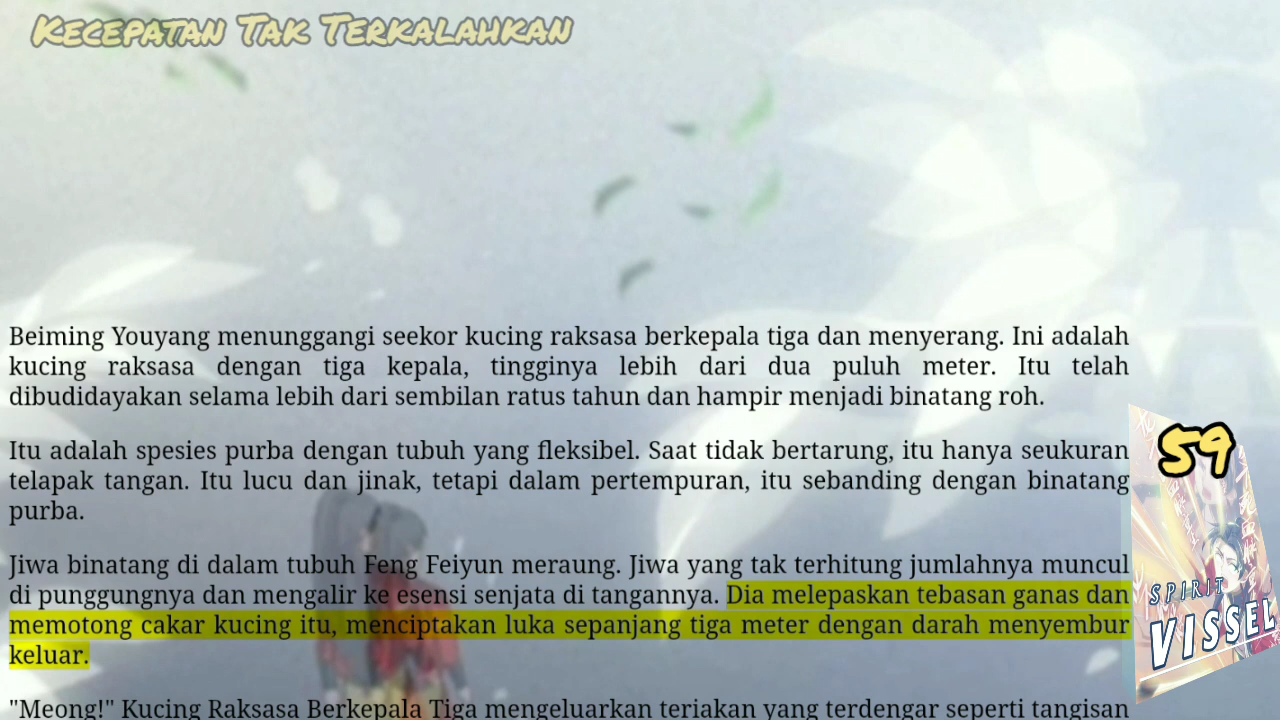 Kecepatan Tak Terkalahkan
Beiming Youyang menunggangi seekor kucing raksasa berkepala tiga dan menyerang. Ini adalah
kucing raksasa dengan tiga kepala, tingginya lebih dari dua puluh meter. Itu telah
dibudidayakan selama lebih dari sembilan ratus tahun dan hampir menjadi binatang roh.
Itu adalah spesies purba dengan tubuh yang fleksibel. Saat tidak bertarung, itu hanya seukuran
telapak tangan. Itu lucu dan jinak, tetapi dalam pertempuran, itu sebanding dengan binatang
purba.
Jiwa binatang di dalam tubuh Feng Feiyun meraung. Jiwa yang tak terhitung jumlahnya muncul
di punggungnya dan mengalir ke esensi senjata di tangannya. Dia melepaskan tebasan ganas dan
memotong cakar kucing itu, menciptakan luka sepanjang tiga meter dengan darah menyembur
keluar.
"Meong!" Kucing Raksasa Berkepala Tiga mengeluarkan teriakan yang terdengar seperti tangisan
59
SPIRIT
VISSEL